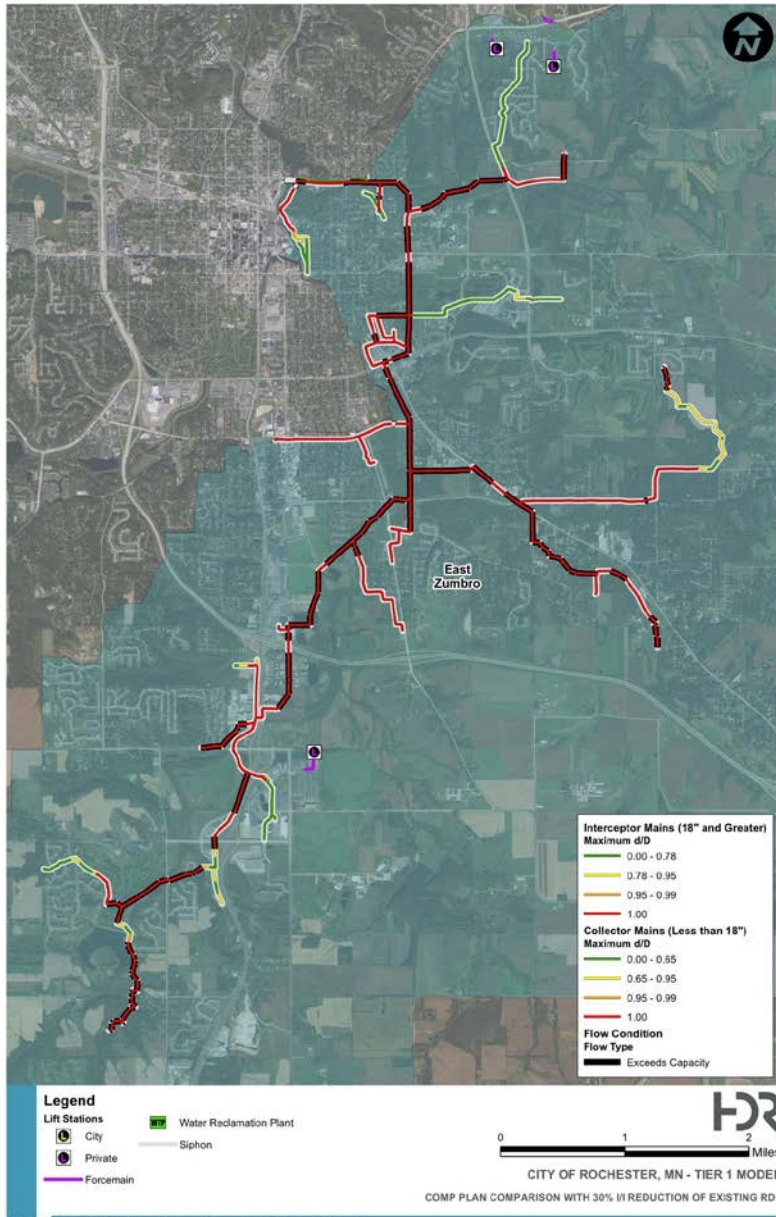 N
East
Zumbro
Interceptor Mains (18" and Greater)
Maximum d/D
0.00 - 0.78
0.78 - 0.95
0.95 - 0.99
1.00
Collector Mains (Less than 18")
Maximum d/D
0.00 - 0.65
0.65 - 0.95
0.95 - 0.99
1.00
Flow Condition
Flow Type
Exceeds Capacity
Legend
Lift Stations
L City
L Private
Forcemain
WTP Water Reclamation Plant
Siphon
HDR
0 1 2
Miles
CITY OF ROCHESTER, MN - TIER 1 MODEL
COMP PLAN COMPARISON WITH 30% I/I REDUCTION OF EXISTING RD